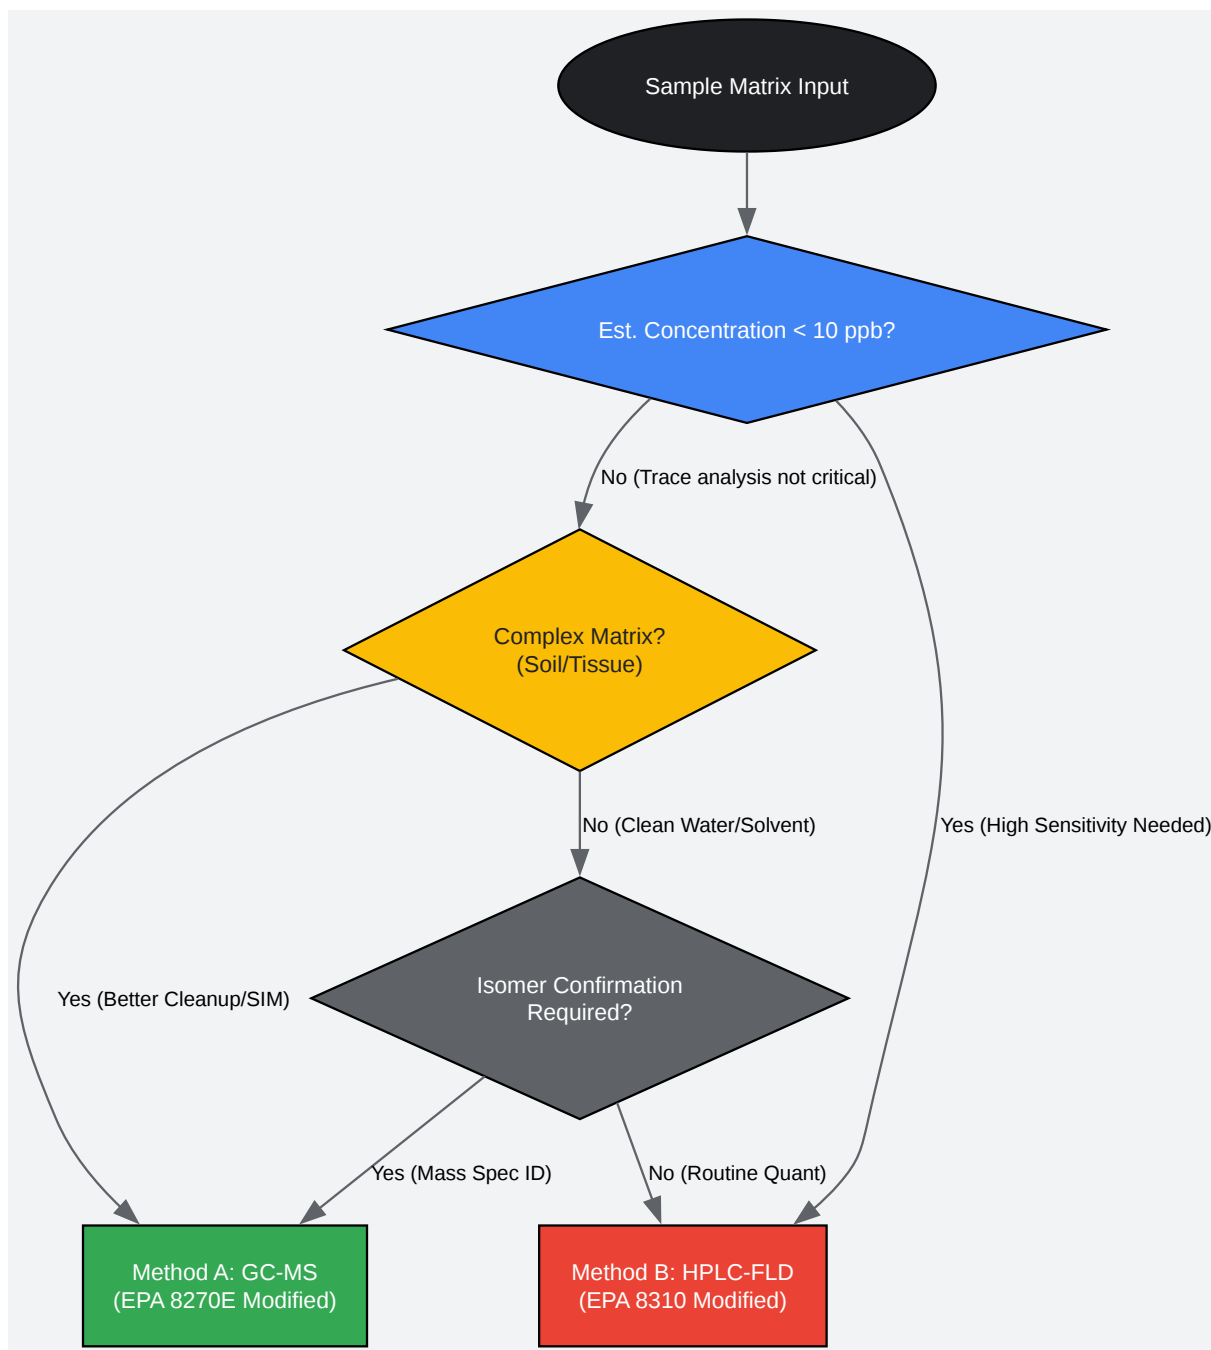 Sample Matrix Input
Est. Concentration < 10 ppb?
No (Trace analysis not critical)
Complex Matrix?
(Soil/Tissue)
No (Clean Water/Solvent)
Yes (High Sensitivity Needed)
Isomer Confirmation
Required?
Yes (Better Cleanup/SIM)
Yes (Mass Spec ID)
No (Routine Quant)
Method A: GC-MS
(EPA 8270E Modified)
Method B: HPLC-FLD
(EPA 8310 Modified)